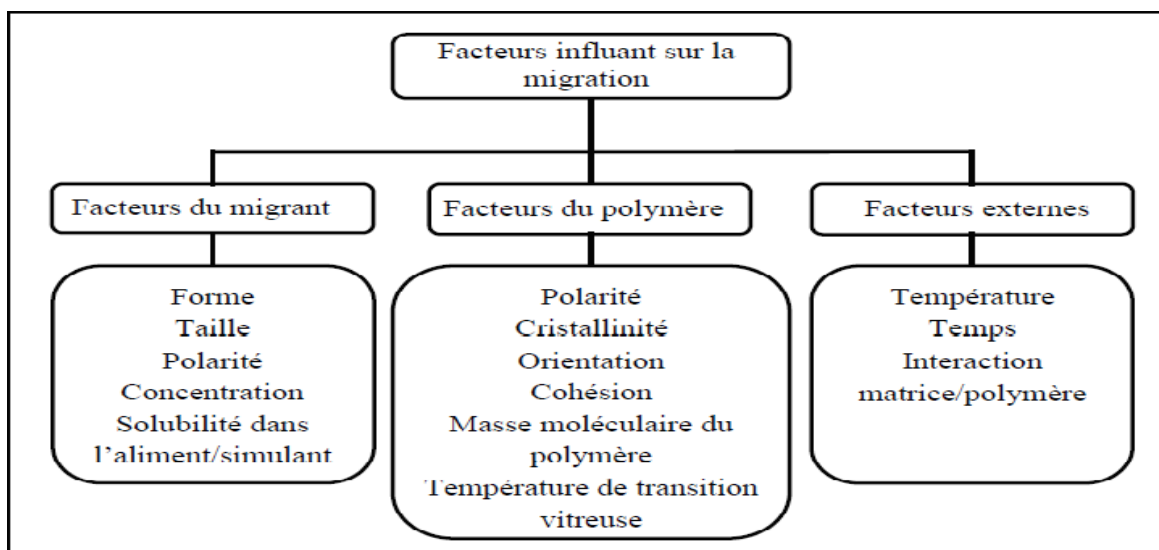 Facteurs influant sur la
migration
Facteurs du migrant
Facteurs du polymère
Facteurs externes
Forme
Taille
Polarité
Concentration
Solubilité dans
l'aliment/simulant
Polarité
Cristallinité
Orientation
Cohésion
Masse moléculaire du
polymère
Température de transition
vitreuse
Température
Temps
Interaction
matrice/polymère